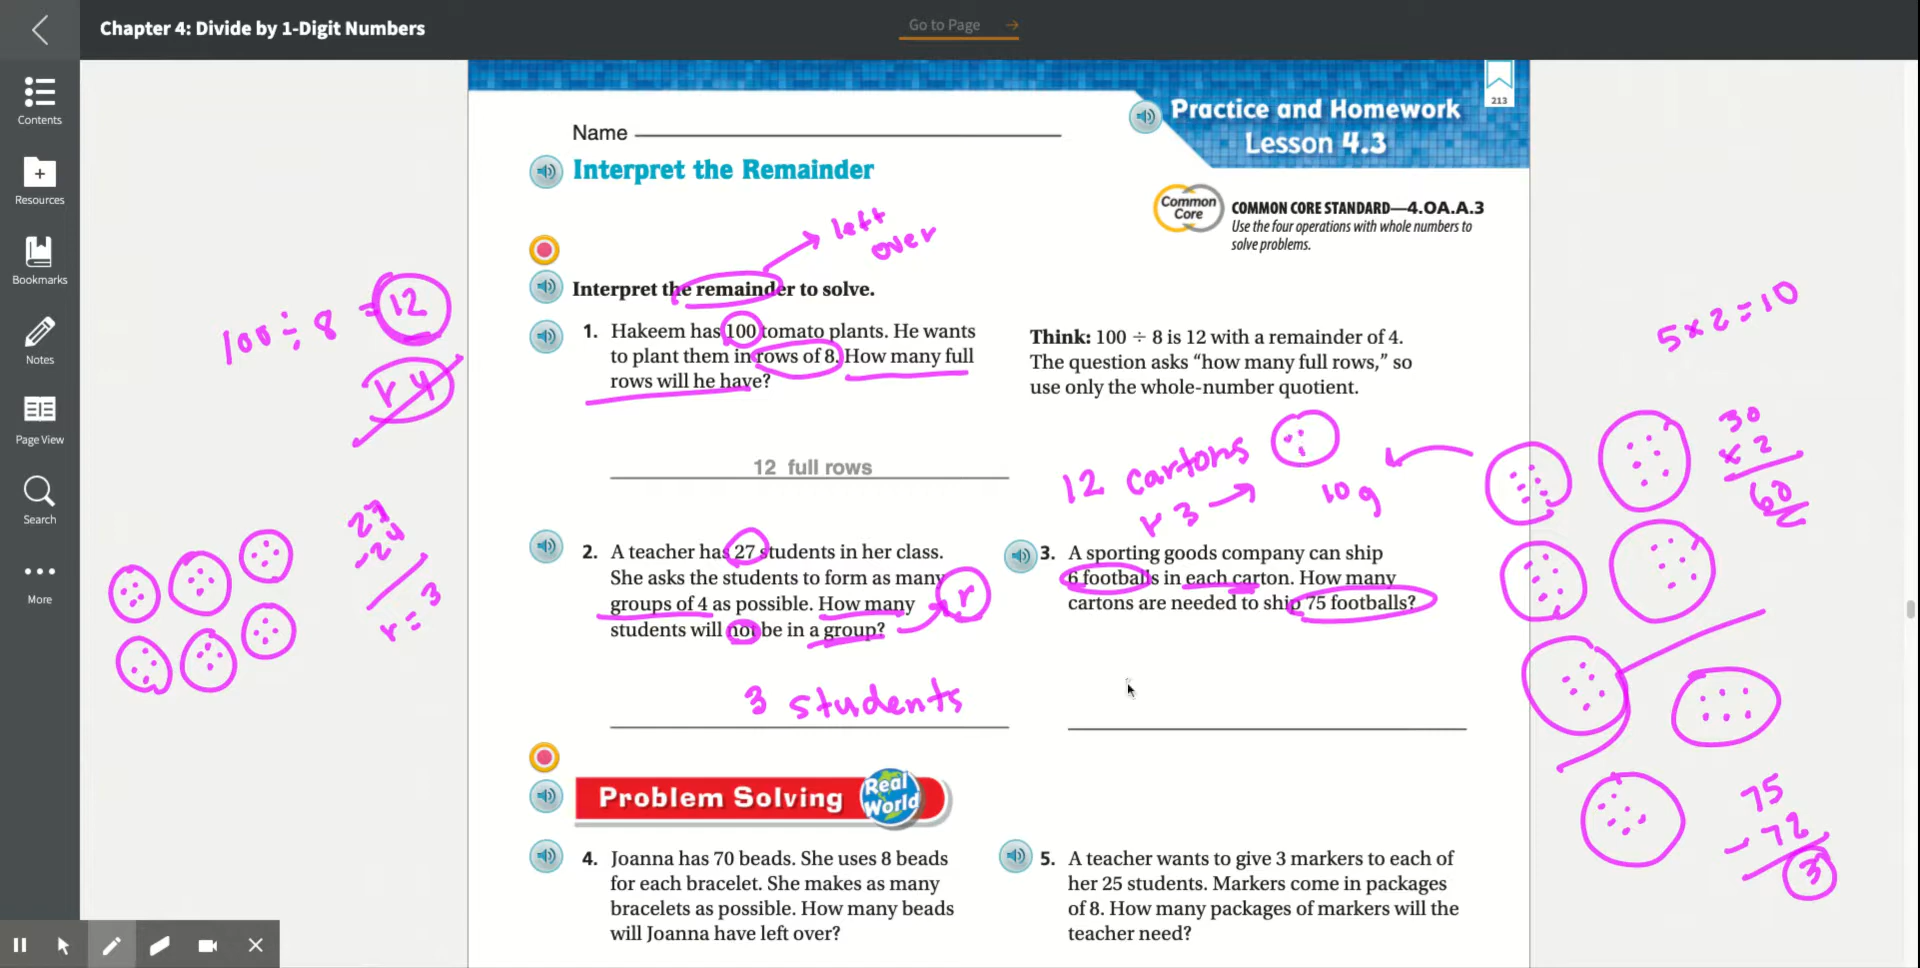 Chapter 4: Divide by 1-Digit Numbers
Go to Page →
Contents
Resources
Bookmarks
Notes
Page View
Search
More
213
Practice and Homework
Lesson 4.3
Name
Interpret the Remainder
Common
Core
COMMON CORE STANDARD—4.OA.A.3
Use the four operations with whole numbers to
solve problems.
left
over
Interpret the remainder to solve.
100 ÷ 8 = 12
r 4
1. Hakeem has 100 tomato plants. He wants
to plant them in rows of 8. How many full
rows will he have?
Think: 100 ÷ 8 is 12 with a remainder of 4.
The question asks “how many full rows,” so
use only the whole-number quotient.
12 full rows
5 x 2 = 10
12 cartons
r 3
30
x 2
60
27
- 24
r = 3
2. A teacher has 27 students in her class.
She asks the students to form as many
groups of 4 as possible. How many
students will not be in a group?
r
3 students
3. A sporting goods company can ship
6 footballs in each carton. How many
cartons are needed to ship 75 footballs?
75
- 72
3
Problem Solving
Real
World
4. Joanna has 70 beads. She uses 8 beads
for each bracelet. She makes as many
bracelets as possible. How many beads
will Joanna have left over?
5. A teacher wants to give 3 markers to each of
her 25 students. Markers come in packages
of 8. How many packages of markers will the
teacher need?